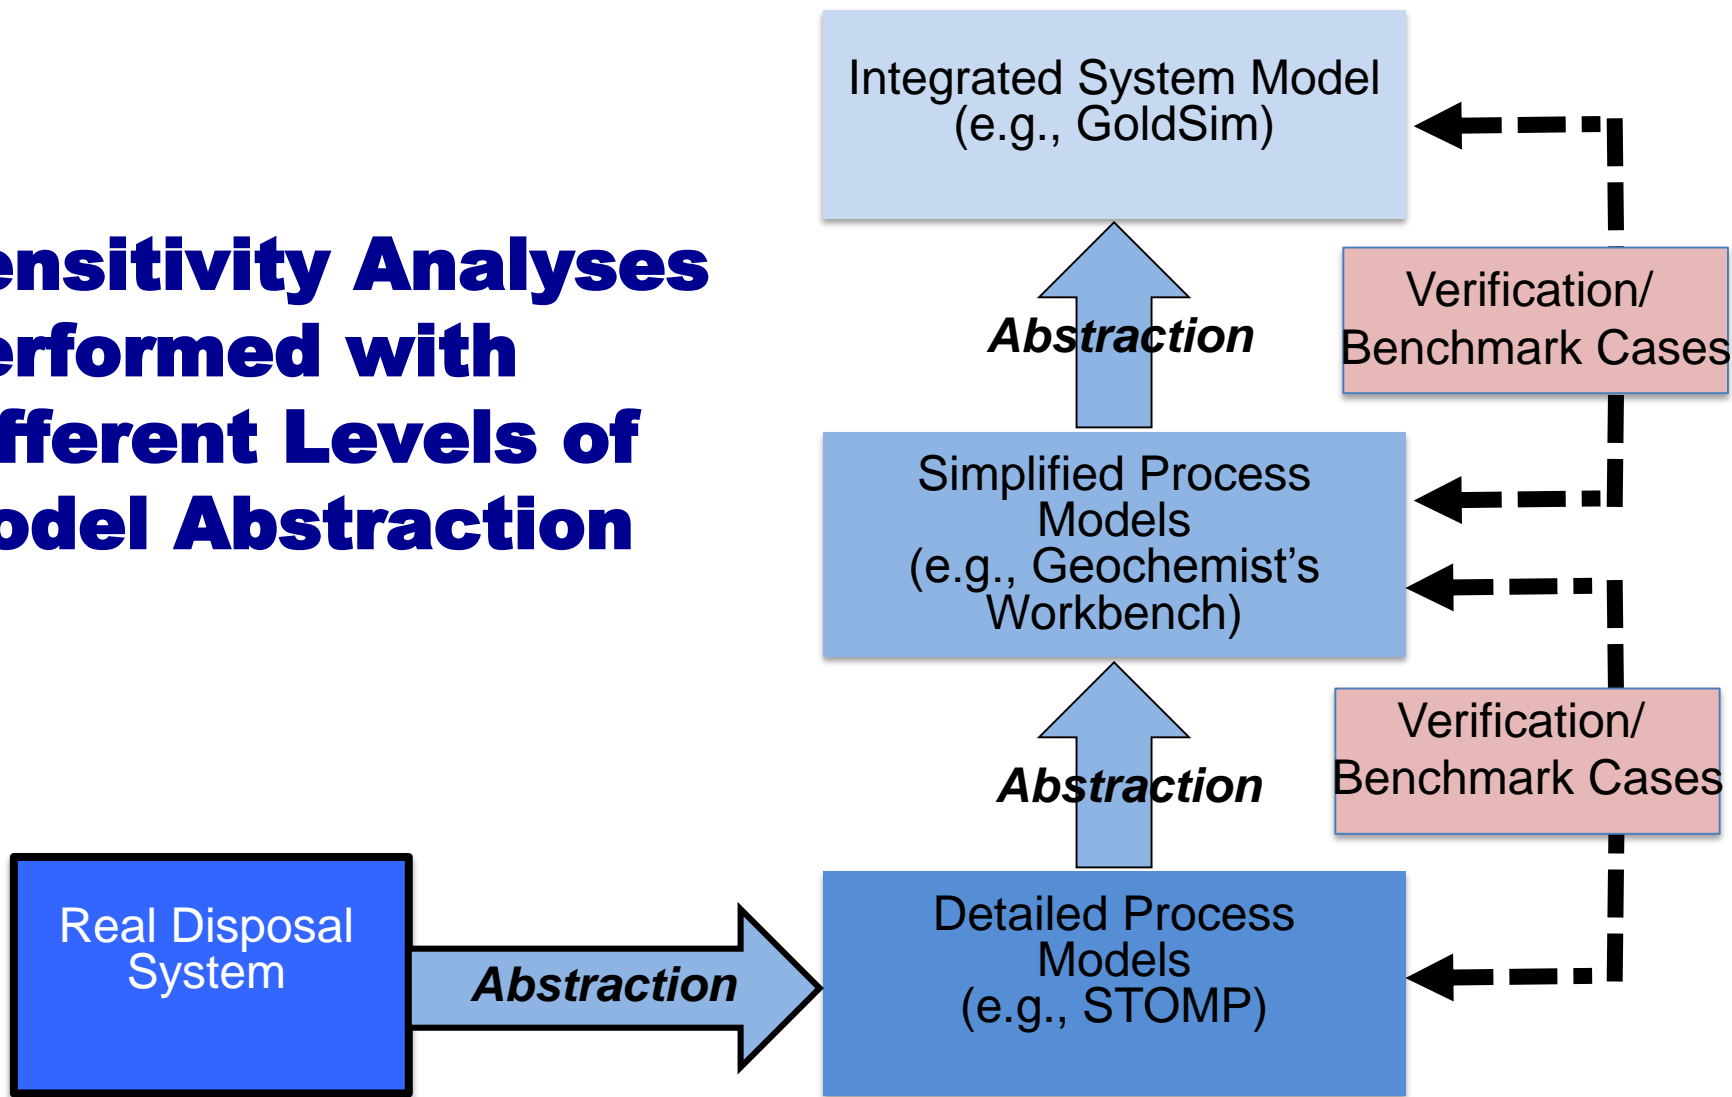 ensitivity Analyses
erformed with
fferent Levels of
odel Abstraction
Integrated System Model
(e.g., GoldSim)
Verification/
Benchmark Cases
Abstraction
Simplified Process
Models
(e.g., Geochemist’s
Workbench)
Verification/
Benchmark Cases
Abstraction
Real Disposal
System
Abstraction
Detailed Process
Models
(e.g., STOMP)